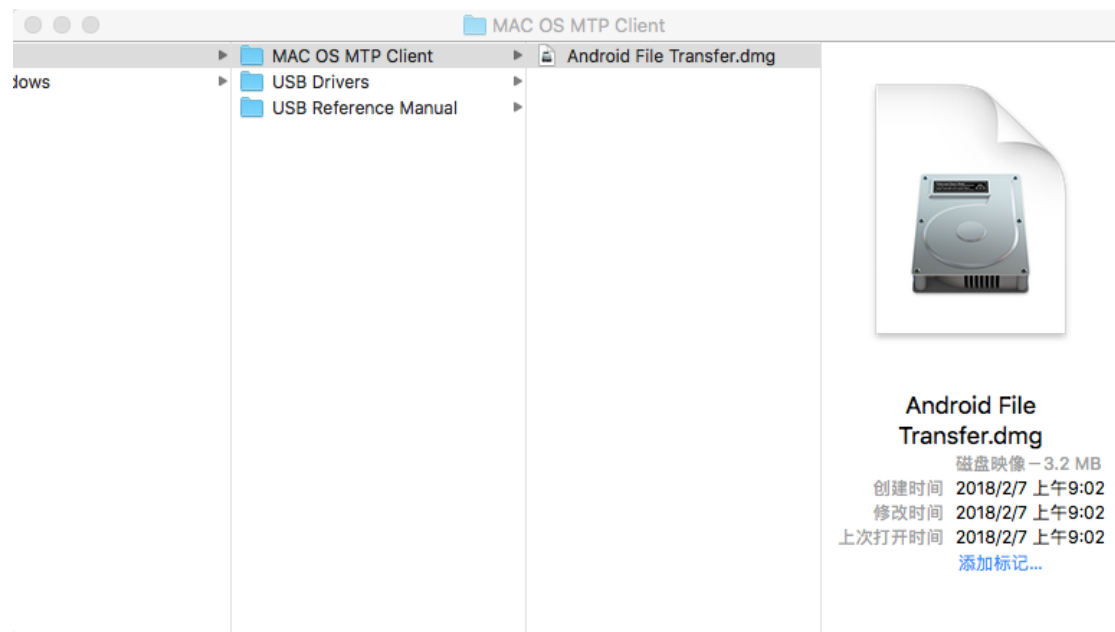 MAC OS MTP Client
MAC OS MTP Client
Android File Transfer.dmg
dows
USB Drivers
USB Reference Manual
Android File
Transfer.dmg
磁盘映像 – 3.2 MB
创建时间 2018/2/7 上午9:02
修改时间 2018/2/7 上午9:02
上次打开时间 2018/2/7 上午9:02
添加标记...